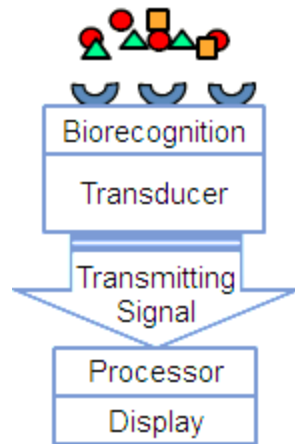 Biorecognition
Transducer
Transmitting
Signal
Processor
Display